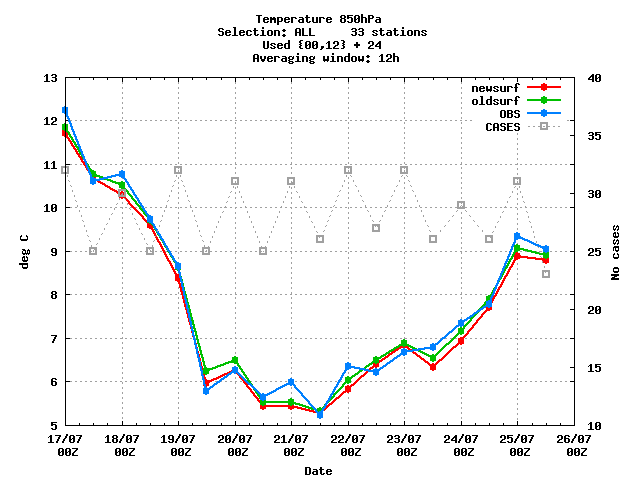 Temperature 850hPa
Selection: ALL 33 stations
Used {00,12} + 24
Averaging window: 12h
newsurf
oldsurf
OBS
CASES
13
12
11
10
9
8
7
6
5
deg C
40
35
30
25
20
15
10
No cases
17/07 18/07 19/07 20/07 21/07 22/07 23/07 24/07 25/07 26/07
00Z 00Z 00Z 00Z 00Z 00Z 00Z 00Z 00Z 00Z
Date